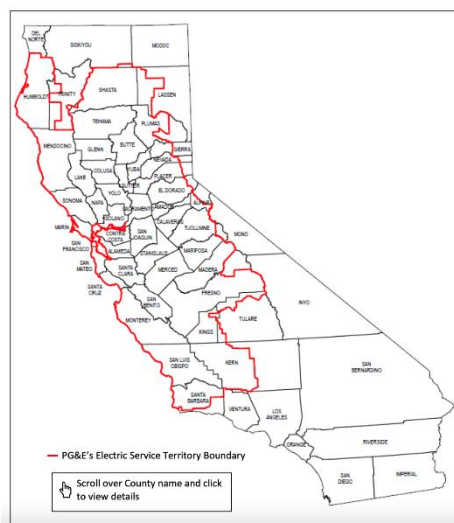 DEL
NORTE
SISKIYOU
MODOC
HUMBOLDT
TRINITY
SHASTA
LASSEN
TEHAMA
PLUMAS
MENDOCINO
GLENN
BUTTE
SIERRA
NEVADA
YUBA
COLUSA
LAKE
PLACER
SUTTER
YOLO
EL DORADO
SONOMA
NAPA
SACRAMENTO
AMADOR
ALPINE
SOLANO
CALAVERAS
MARIN
CONTRA
COSTA
SAN
JOAQUIN
TUOLUMNE
MONO
SAN
FRANCISCO
ALAMEDA
STANISLAUS
MARIPOSA
SAN
MATEO
SANTA
CLARA
MERCED
MADERA
SANTA
CRUZ
SAN
BENITO
FRESNO
INYO
MONTEREY
KINGS
TULARE
SAN LUIS
OBISPO
KERN
SAN
BERNARDINO
SANTA
BARBARA
VENTURA
LOS
ANGELES
ORANGE
RIVERSIDE
SAN
DIEGO
IMPERIAL
PG&E's Electric Service Territory Boundary
Scroll over County name and click
to view details